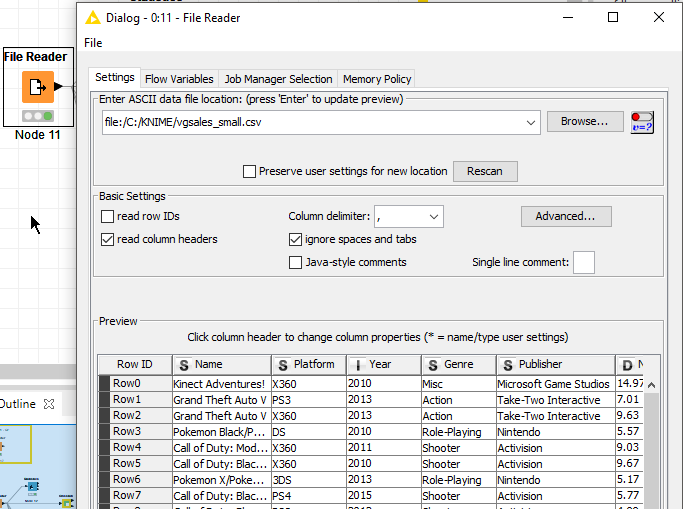 Dialog - 0:11 - File Reader
File
File Reader
Node 11
Settings Flow Variables Job Manager Selection Memory Policy
Enter ASCII data file location: (press 'Enter' to update preview)
file:/C:/KNIME/vgsales_small.csv
Browse...
v=?
Preserve user settings for new location
Rescan
Basic Settings
read row IDs
Column delimiter: ,
Advanced...
read column headers
ignore spaces and tabs
Java-style comments
Single line comment:
Preview
Click column header to change column properties (* = name/type user settings)
Row ID S Name S Platform I Year S Genre S Publisher D N
Row0 Kinect Adventures! X360 2010 Misc Microsoft Game Studios 14.97
Row1 Grand Theft Auto V PS3 2013 Action Take-Two Interactive 7.01
Row2 Grand Theft Auto V X360 2013 Action Take-Two Interactive 9.63
Row3 Pokemon Black/P... DS 2010 Role-Playing Nintendo 5.57
Row4 Call of Duty: Mod... X360 2011 Shooter Activision 9.03
Row5 Call of Duty: Blac... X360 2010 Shooter Activision 9.67
Row6 Pokemon X/Poke... 3DS 2013 Role-Playing Nintendo 5.17
Row7 Call of Duty: Blac... PS4 2015 Shooter Activision 5.77
Outline